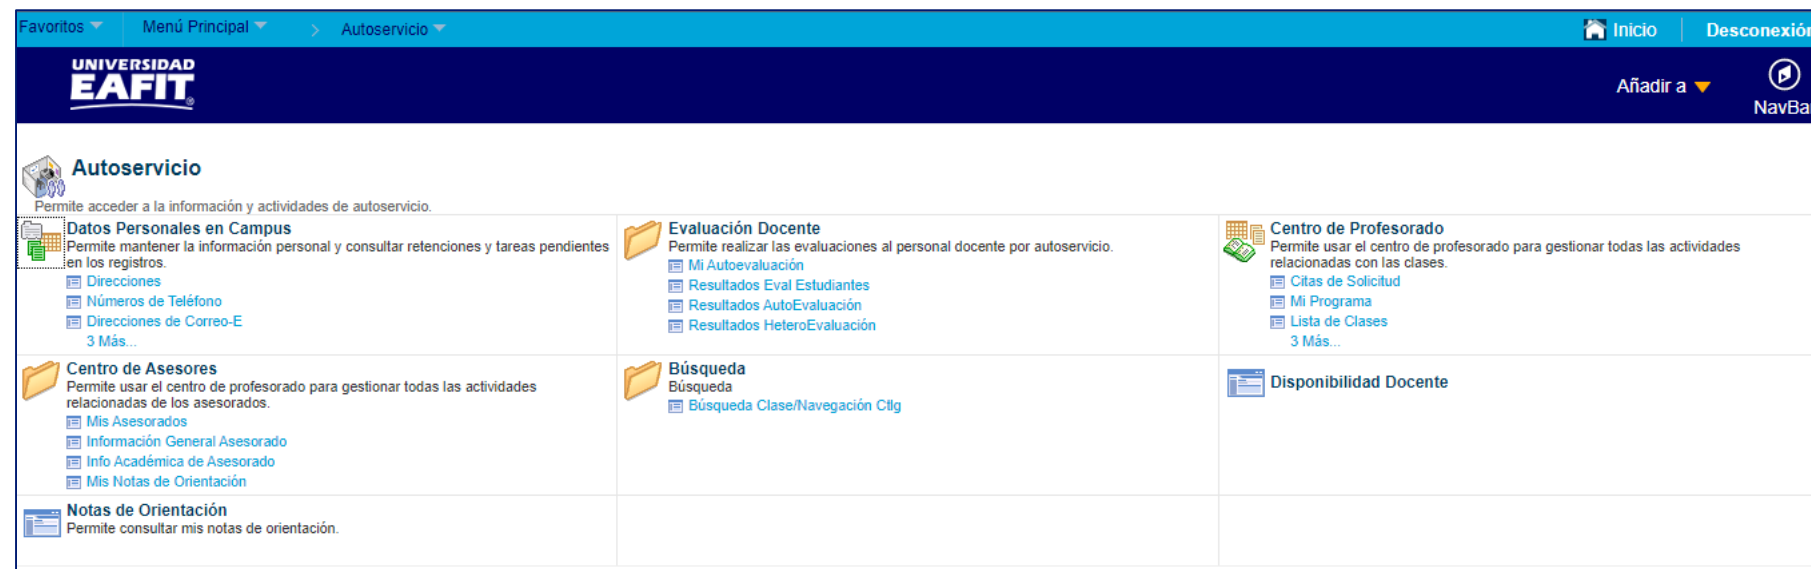 Favoritos Menú Principal > Autoservicio Inicio Desconexión
UNIVERSIDAD
EAFIT®
Añadir a
NavBar
Autoservicio
Permite acceder a la información y actividades de autoservicio.
Datos Personales en Campus
Permite mantener la información personal y consultar retenciones y tareas pendientes
en los registros.
Direcciones
Números de Teléfono
Direcciones de Correo-E
3 Más...
Evaluación Docente
Permite realizar las evaluaciones al personal docente por autoservicio.
Mi Autoevaluación
Resultados Eval Estudiantes
Resultados AutoEvaluación
Resultados HeteroEvaluación
Centro de Profesorado
Permite usar el centro de profesorado para gestionar todas las actividades
relacionadas con las clases.
Citas de Solicitud
Mi Programa
Lista de Clases
3 Más...
Centro de Asesores
Permite usar el centro de profesorado para gestionar todas las actividades
relacionadas de los asesorados.
Mis Asesorados
Información General Asesorado
Info Académica de Asesorado
Mis Notas de Orientación
Búsqueda
Búsqueda
Búsqueda Clase/Navegación Ctlg
Disponibilidad Docente
Notas de Orientación
Permite consultar mis notas de orientación.